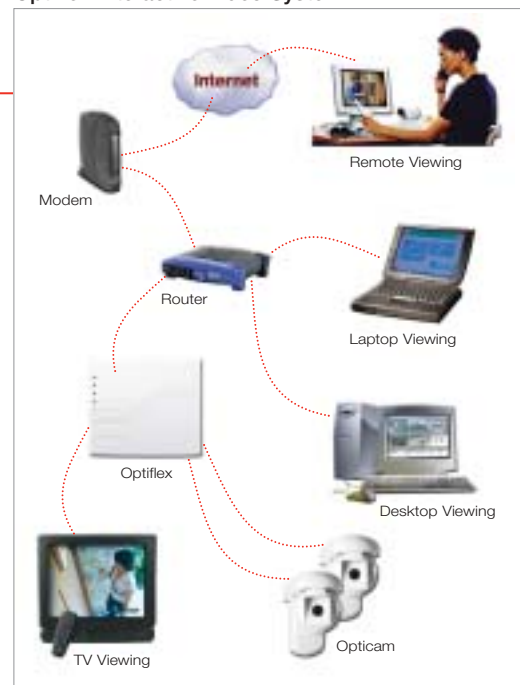 Internet
Remote Viewing
Modem
Router
Laptop Viewing
Optiflex
Desktop Viewing
Opticam
TV Viewing